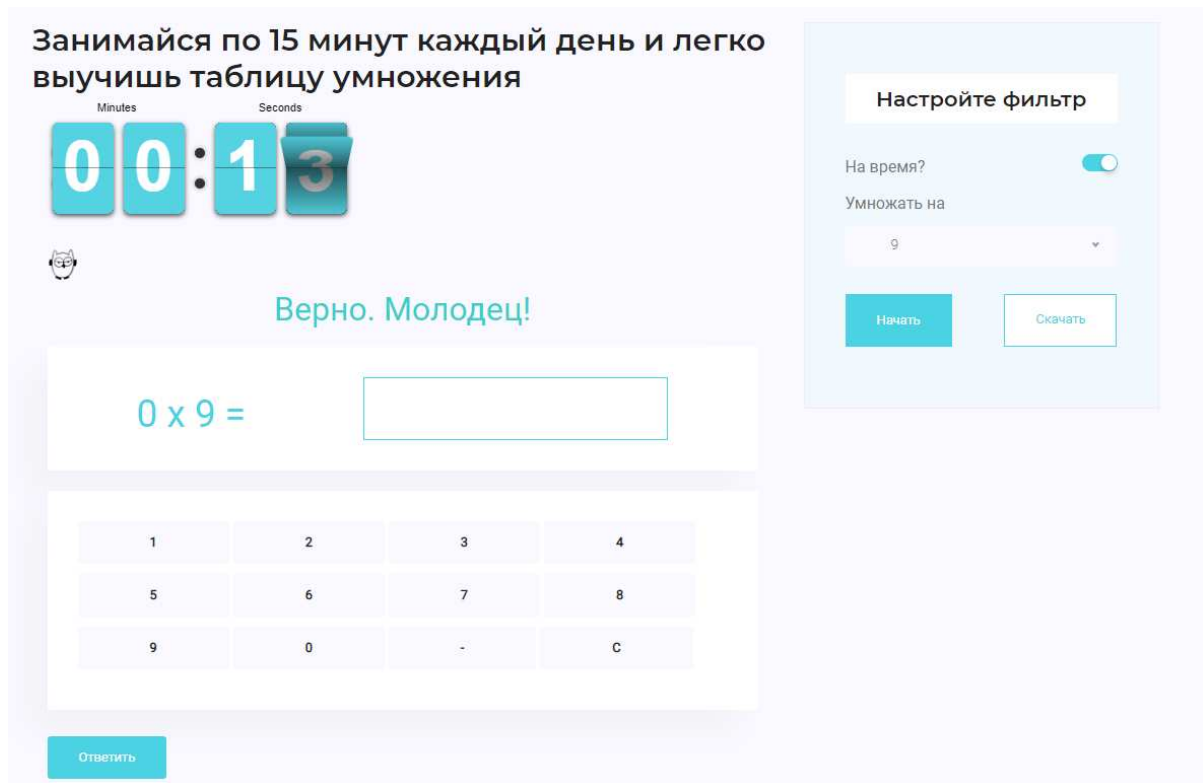 Занимайся по 15 минут каждый день и легко
выучишь таблицу умножения
Minutes Seconds
00:13
Верно. Молодец!
0 x 9 =
1 2 3 4
5 6 7 8
9 0 - C
Ответить
Настройте фильтр
На время?
Умножать на
9
Начать Скачать